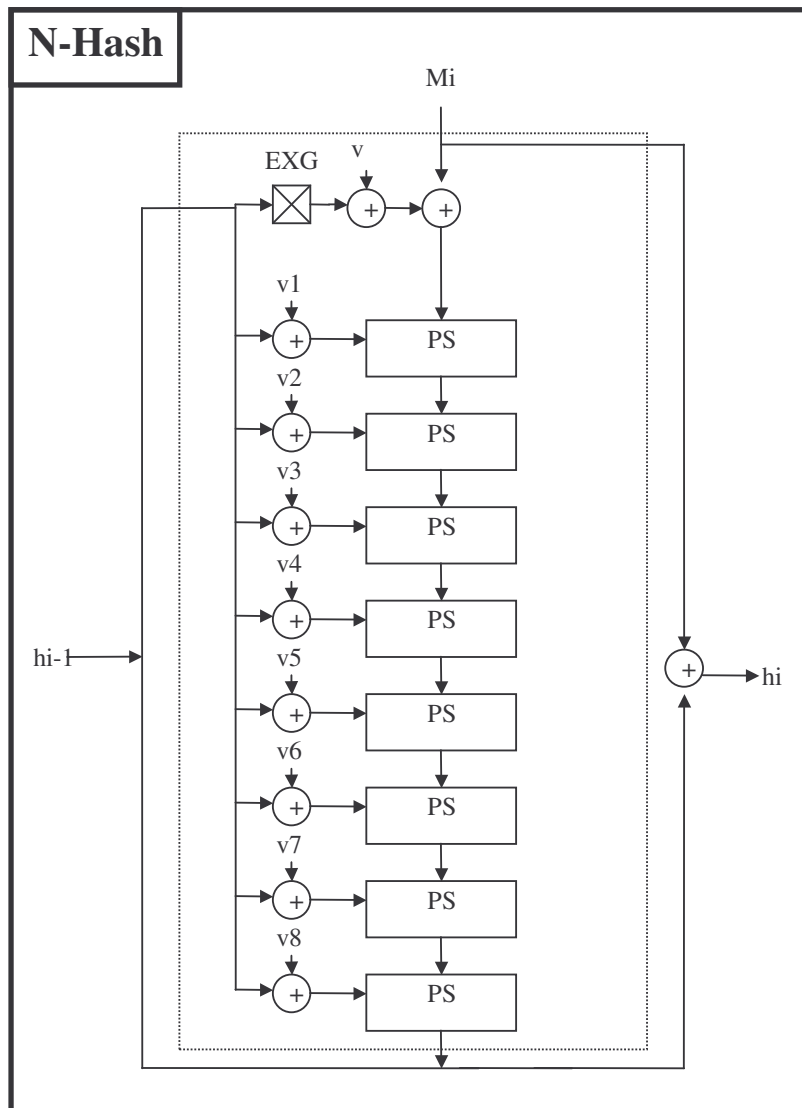 N-Hash
Mi
EXG
v
+
+
v1
+
PS
v2
+
PS
v3
+
PS
v4
+
PS
hi-1
v5
+
hi
+
PS
v6
+
PS
v7
+
PS
v8
+
PS